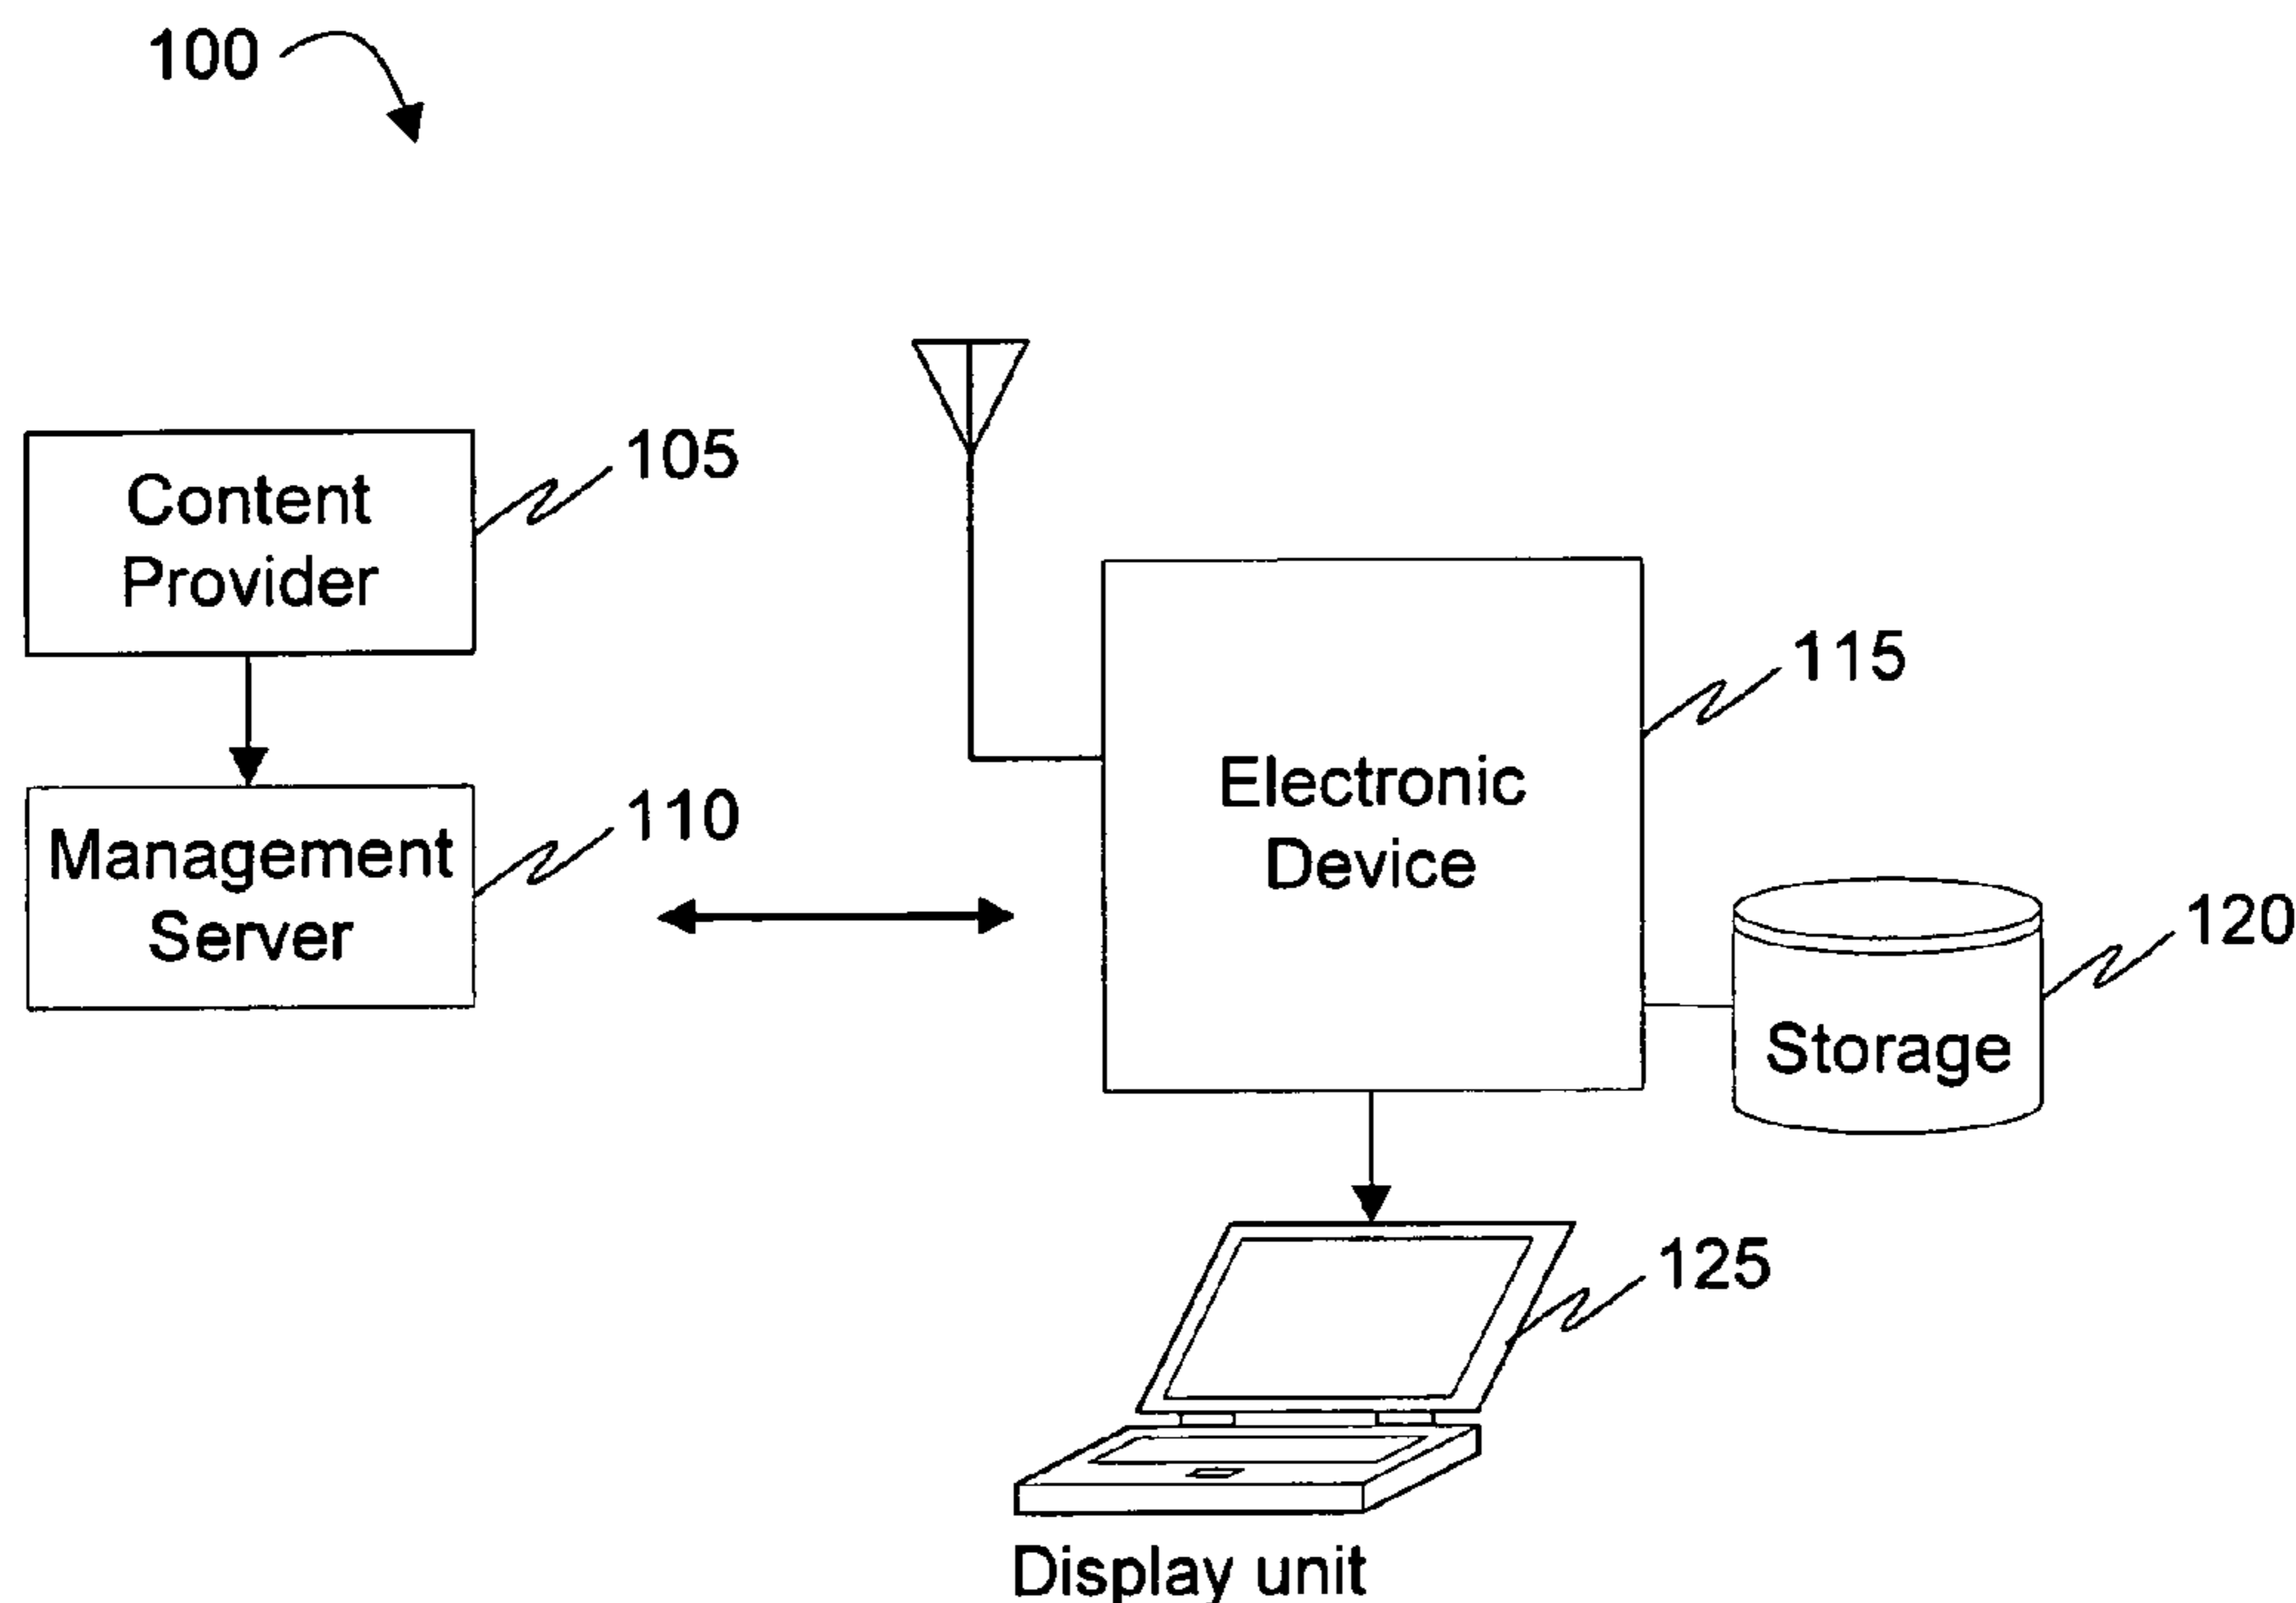 100
Content
Provider
105
Management
Server
110
Electronic
Device
115
Storage
120
125
Display unit